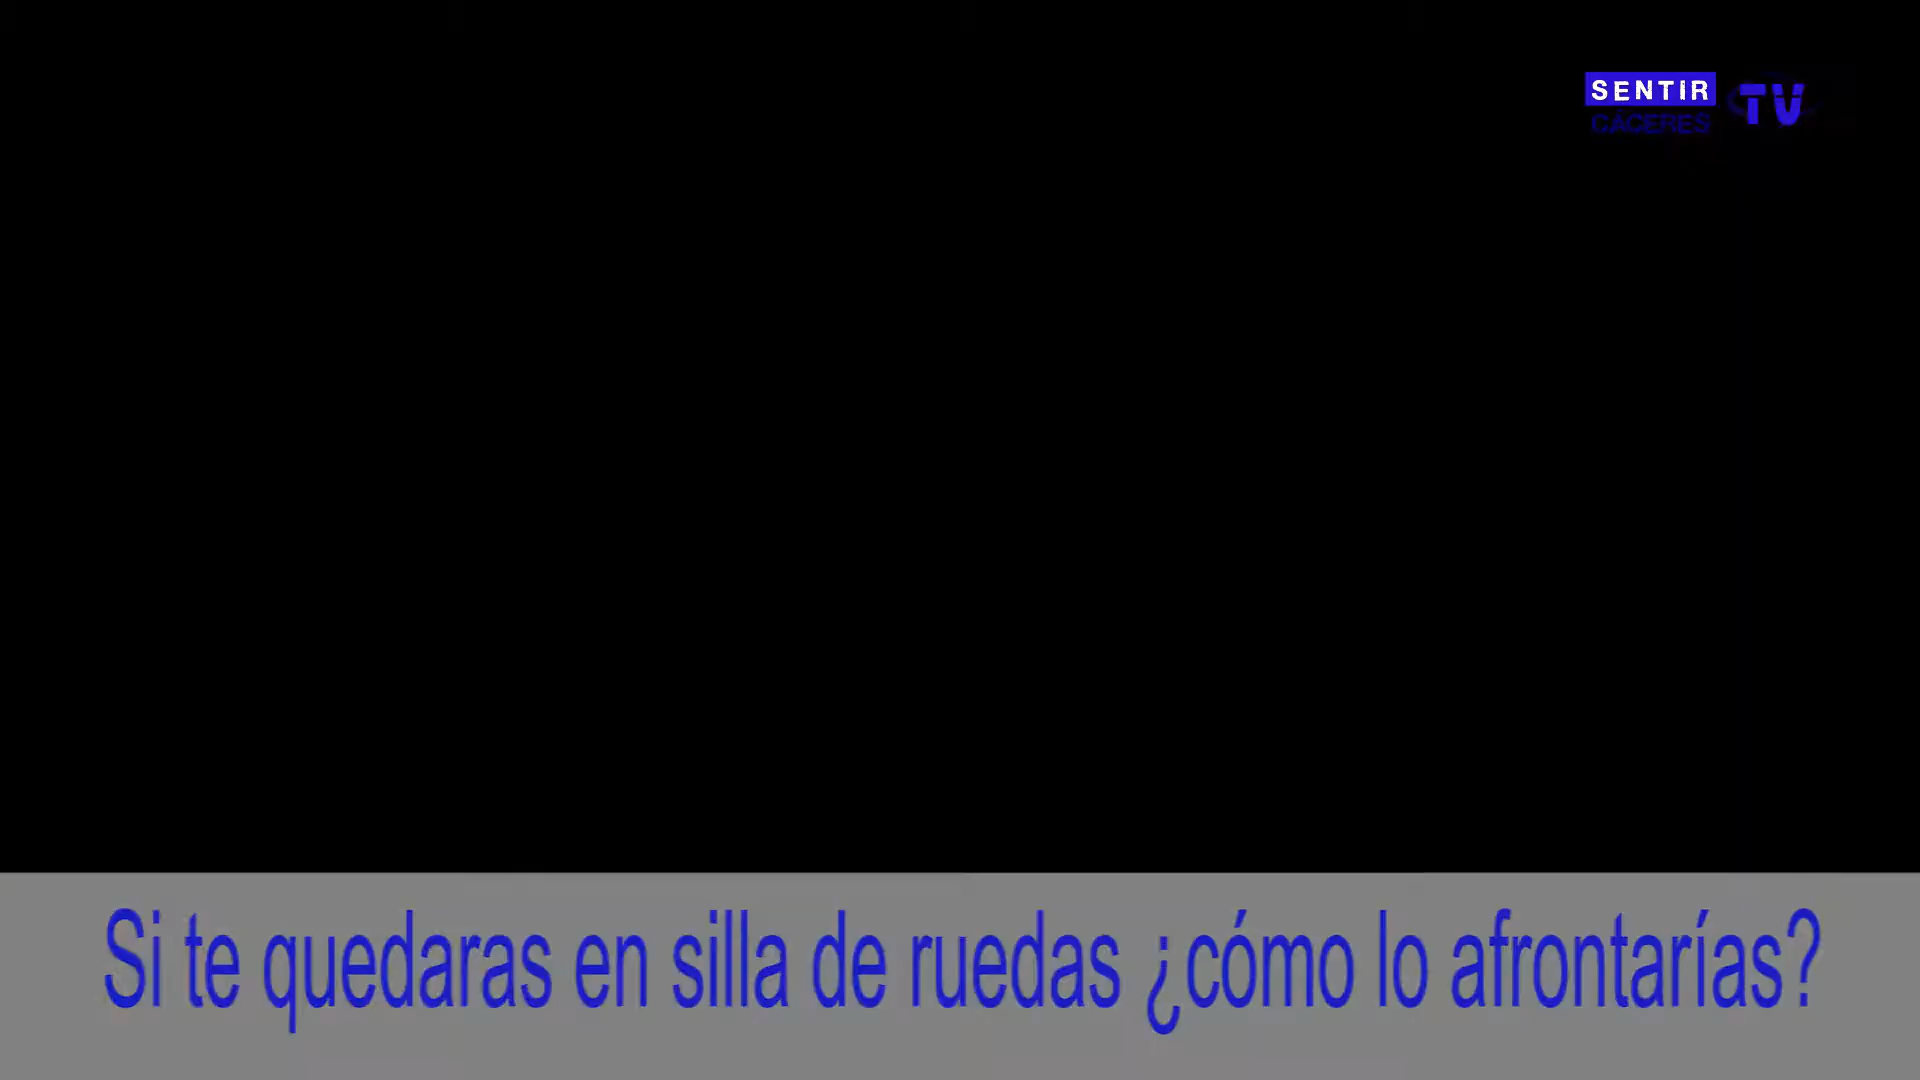 SENTIR
CÁCERES
TV
Si te quedaras en silla de ruedas ¿cómo lo afrontarías?